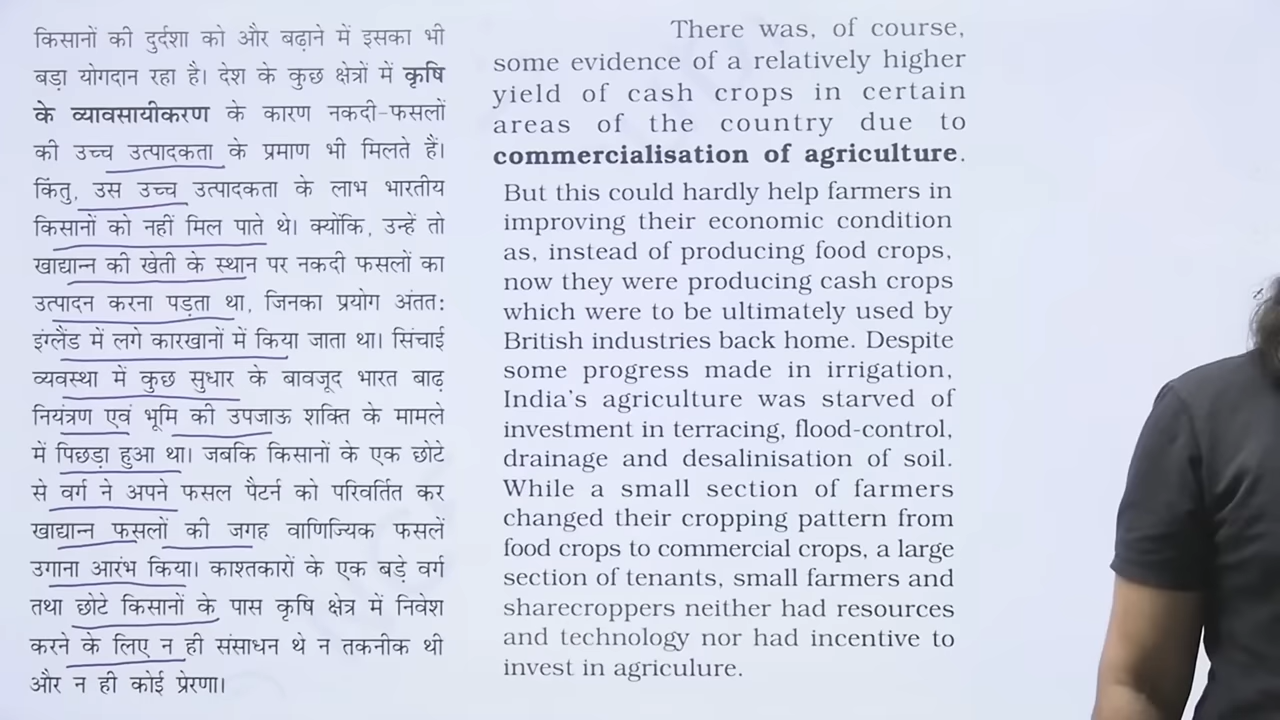 किसानों की दुर्दशा को और बढ़ाने में इसका भी
बड़ा योगदान रहा है। देश के कुछ क्षेत्रों में कृषि
के व्यावसायीकरण के कारण नकदी-फसलों
की उच्च उत्पादकता के प्रमाण भी मिलते हैं।
किंतु, उस उच्च उत्पादकता के लाभ भारतीय
किसानों को नहीं मिल पाते थे। क्योंकि, उन्हें तो
खाद्यान्न की खेती के स्थान पर नकदी फसलों का
उत्पादन करना पड़ता था, जिनका प्रयोग अंततः
इंग्लैंड में लगे कारखानों में किया जाता था। सिंचाई
व्यवस्था में कुछ सुधार के बावजूद भारत बाढ़
नियंत्रण एवं भूमि की उपजाऊ शक्ति के मामले
में पिछड़ा हुआ था। जबकि किसानों के एक छोटे
से वर्ग ने अपने फसल पैटर्न को परिवर्तित कर
खाद्यान्न फसलों की जगह वाणिज्यिक फसलें
उगाना आरंभ किया। काश्तकारों के एक बड़े वर्ग
तथा छोटे किसानों के पास कृषि क्षेत्र में निवेश
करने के लिए न ही संसाधन थे न तकनीक थी
और न ही कोई प्रेरणा।
There was, of course,
some evidence of a relatively higher
yield of cash crops in certain
areas of the country due to
commercialisation of agriculture.
But this could hardly help farmers in
improving their economic condition
as, instead of producing food crops,
now they were producing cash crops
which were to be ultimately used by
British industries back home. Despite
some progress made in irrigation,
India's agriculture was starved of
investment in terracing, flood-control,
drainage and desalinisation of soil.
While a small section of farmers
changed their cropping pattern from
food crops to commercial crops, a large
section of tenants, small farmers and
sharecroppers neither had resources
and technology nor had incentive to
invest in agriculure.